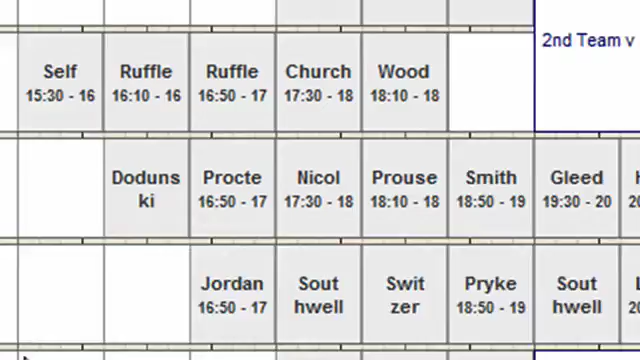 2nd Team v
Self Ruffle Ruffle Church Wood
15:30 - 16 16:10 - 16 16:50 - 17 17:30 - 18 18:10 - 18
Doduns Procte Nicol Prouse Smith Gleed
ki 16:50 - 17 17:30 - 18 18:10 - 18 18:50 - 19 19:30 - 20
Jordan Sout Swit Pryke Sout
16:50 - 17 hwell zer 18:50 - 19 hwell